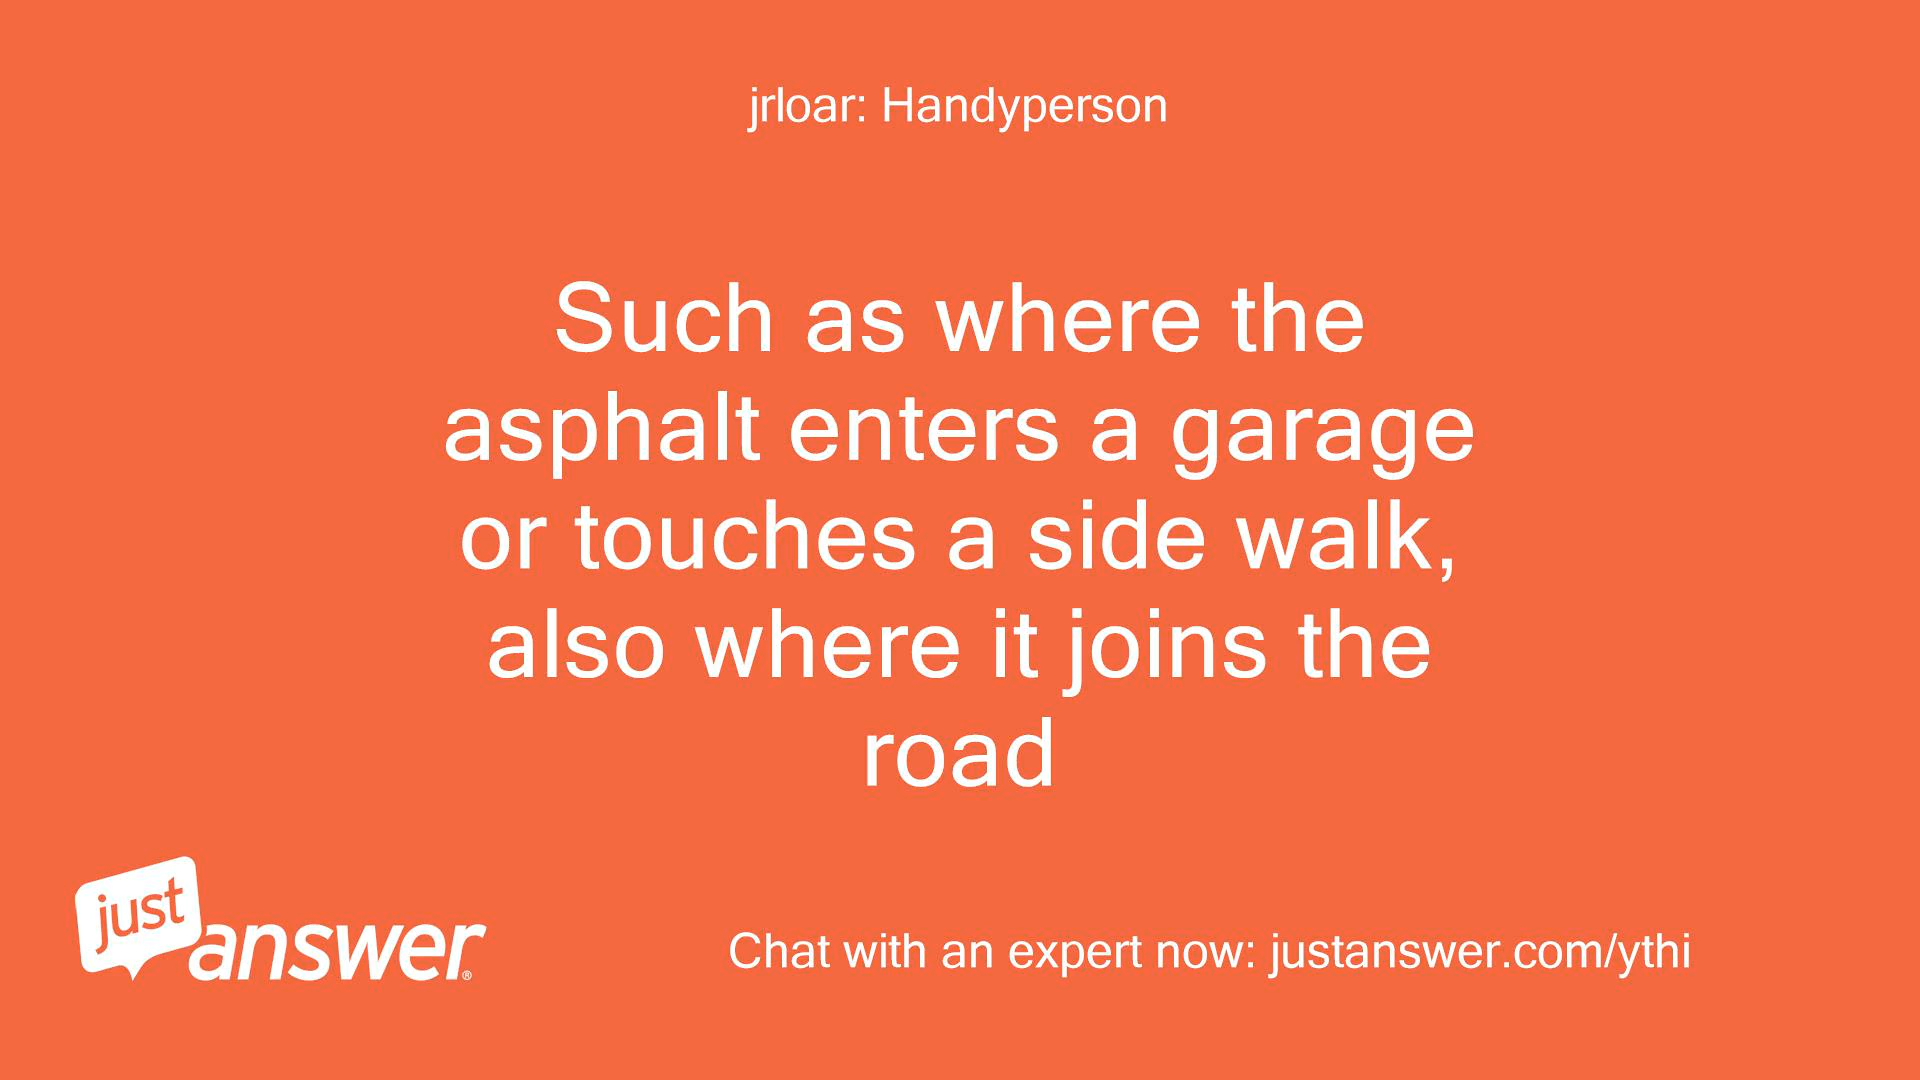 jrloar: Handyperson
Such as where the
asphalt enters a garage
or touches a side walk,
also where it joins the
road
just
answer®
Chat with an expert now: justanswer.com/ythi